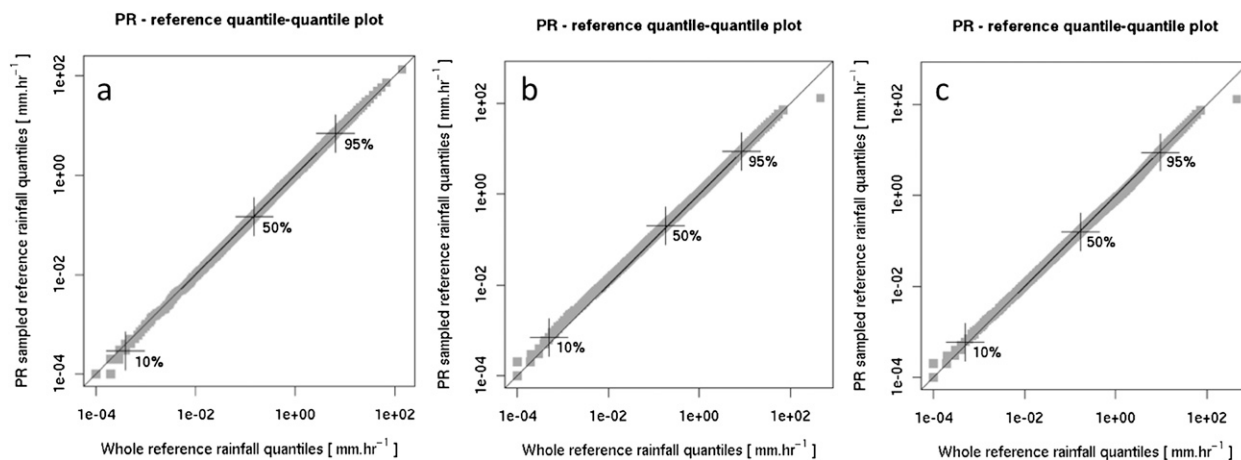 PR - reference quantile-quantile plot
PR sampled reference rainfall quantiles [ mm.hr⁻¹ ]
1e+02
1e+00
1e-02
1e-04
a
95%
50%
10%
1e-04 1e-02 1e+00 1e+02
Whole reference rainfall quantiles [ mm.hr⁻¹ ]
PR - reference quantile-quantile plot
PR sampled reference rainfall quantiles [ mm.hr⁻¹ ]
1e+02
1e+00
1e-02
1e-04
b
95%
50%
10%
1e-04 1e-02 1e+00 1e+02
Whole reference rainfall quantiles [ mm.hr⁻¹ ]
PR - reference quantile-quantile plot
PR sampled reference rainfall quantiles [ mm.hr⁻¹ ]
1e+02
1e+00
1e-02
1e-04
c
95%
50%
10%
1e-04 1e-02 1e+00 1e+02
Whole reference rainfall quantiles [ mm.hr⁻¹ ]